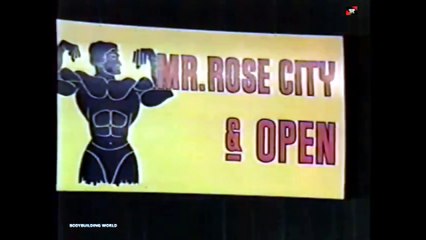 MR. ROSE CITY
& OPEN
BODYBUILDING WORLD